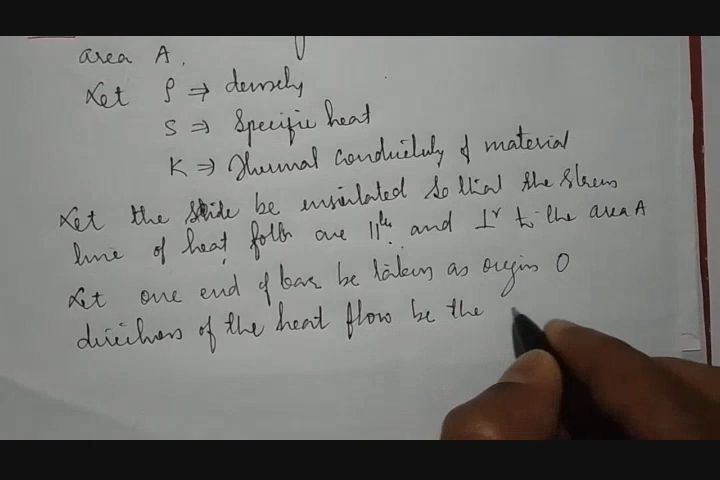 area A.
Let ρ ⇒ density
S ⇒ Specific heat
K ⇒ Thermal conductivity of material
Let the side be insulated so that the stream
line of heat follow are ||le. and ⊥r to the area A
Let one end of bar be taken as origin O
direction of the heat flow be the